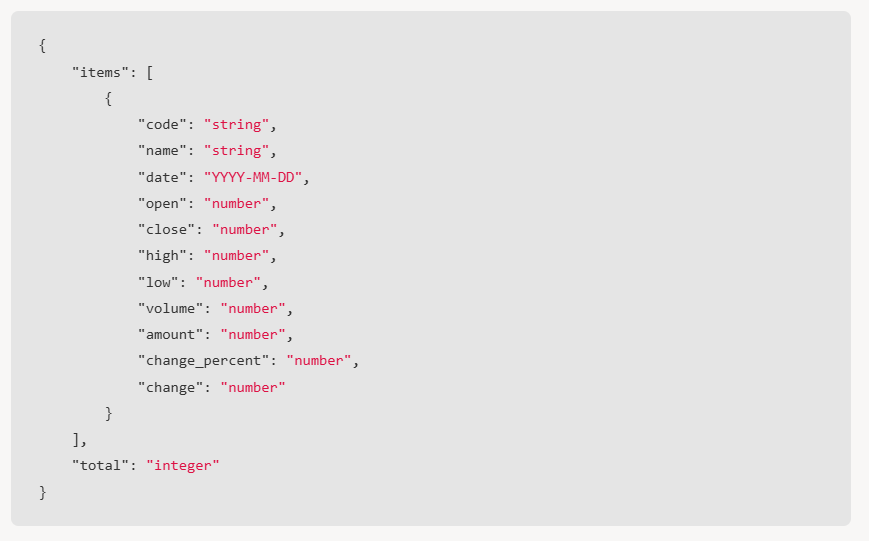 {
    "items": [
        {
            "code": "string",
            "name": "string",
            "date": "YYYY-MM-DD",
            "open": "number",
            "close": "number",
            "high": "number",
            "low": "number",
            "volume": "number",
            "amount": "number",
            "change_percent": "number",
            "change": "number"
        }
    ],
    "total": "integer"
}